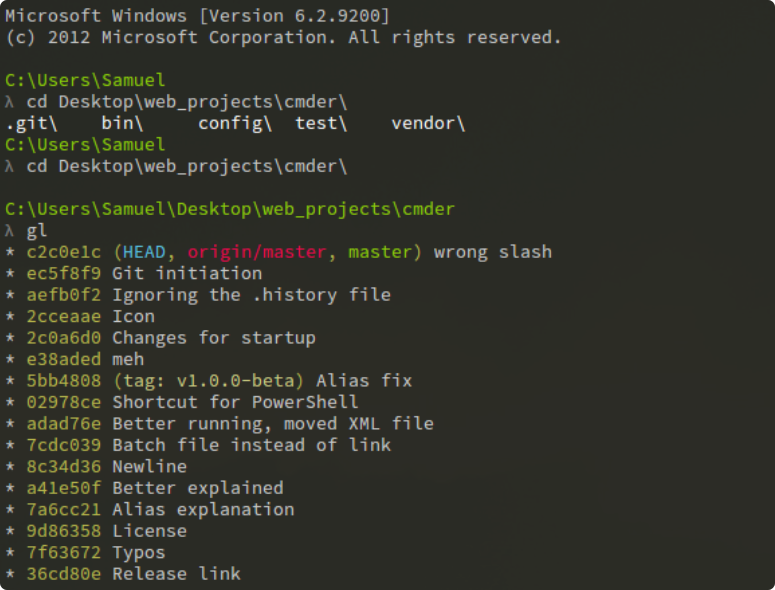 Microsoft Windows [Version 6.2.9200]
(c) 2012 Microsoft Corporation. All rights reserved.
C:\Users\Samuel
λ cd Desktop\web_projects\cmder\
.git\    bin\     config\  test\    vendor\
C:\Users\Samuel
λ cd Desktop\web_projects\cmder\
C:\Users\Samuel\Desktop\web_projects\cmder
λ gl
* c2c0e1c (HEAD, origin/master, master) wrong slash
* ec5f8f9 Git initiation
* aefb0f2 Ignoring the .history file
* 2cceaae Icon
* 2c0a6d0 Changes for startup
* e38aded meh
* 5bb4808 (tag: v1.0.0-beta) Alias fix
* 02978ce Shortcut for PowerShell
* adad76e Better running, moved XML file
* 7cdc039 Batch file instead of link
* 8c34d36 Newline
* a41e50f Better explained
* 7a6cc21 Alias explanation
* 9d86358 License
* 7f63672 Typos
* 36cd80e Release link